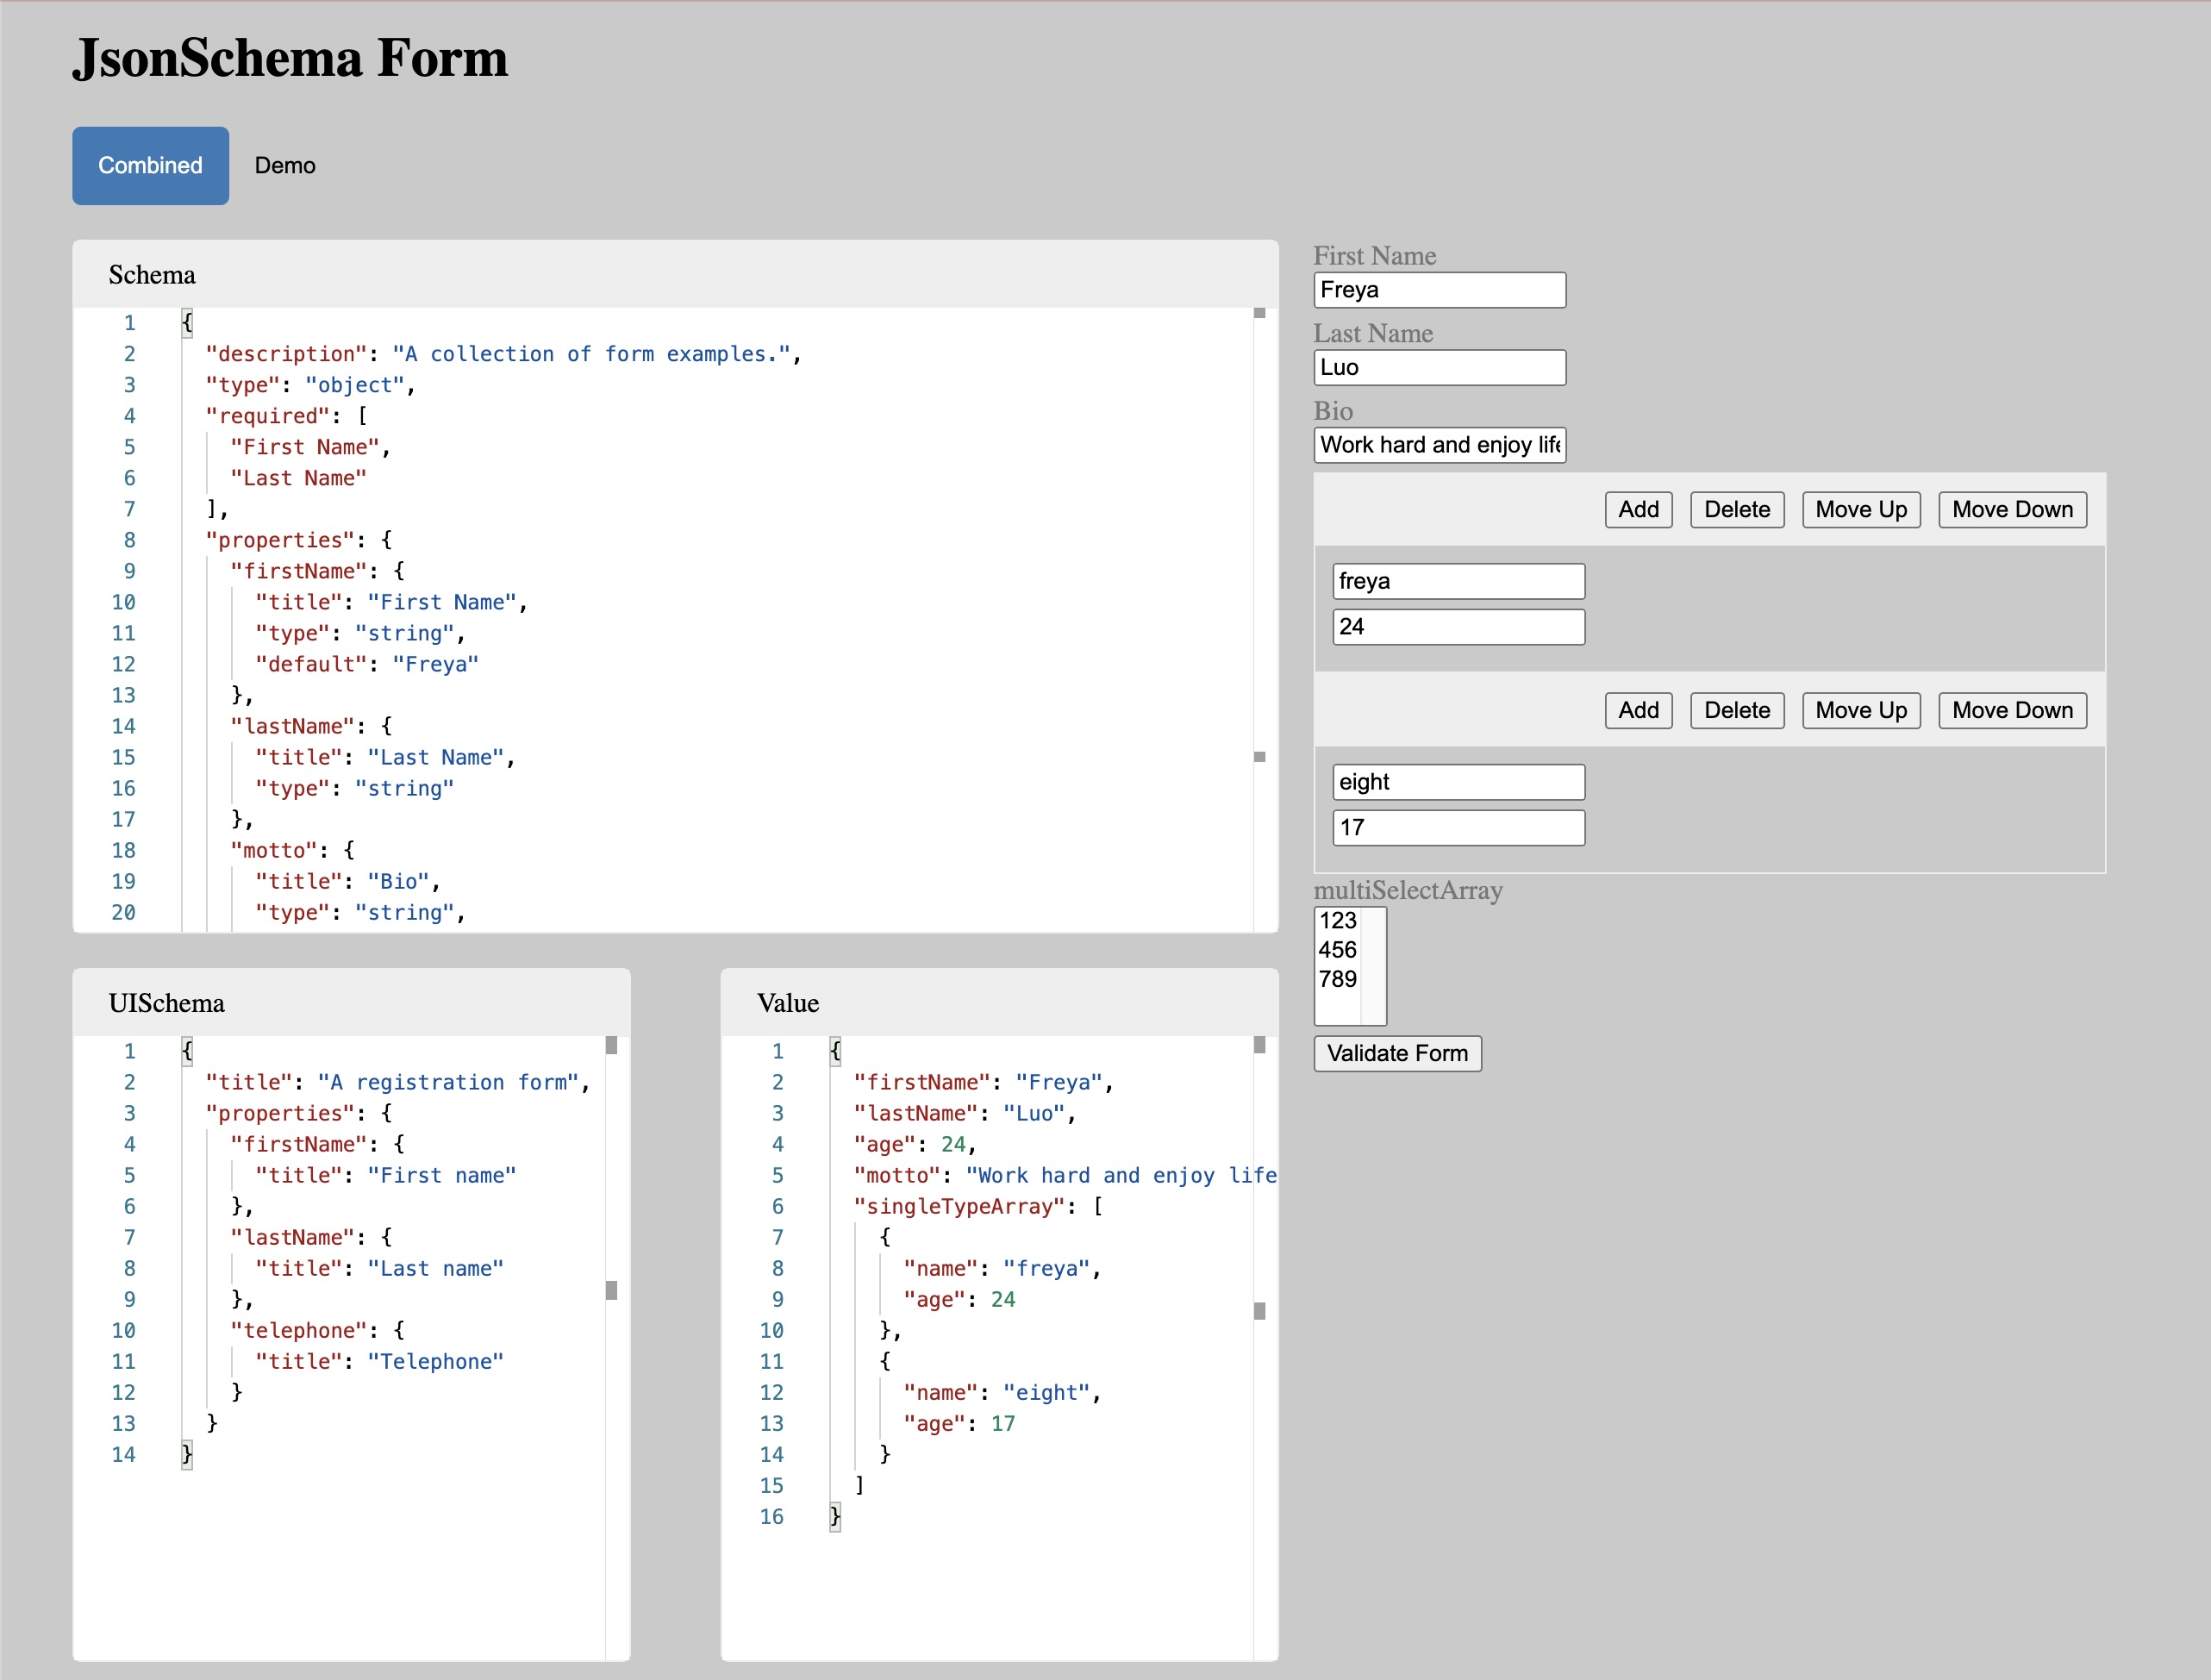 JsonSchema Form
Combined Demo
Schema
1 {
2 "description": "A collection of form examples.",
3 "type": "object",
4 "required": [
5 "First Name",
6 "Last Name"
7 ],
8 "properties": {
9 "firstName": {
10 "title": "First Name",
11 "type": "string",
12 "default": "Freya"
13 },
14 "lastName": {
15 "title": "Last Name",
16 "type": "string"
17 },
18 "motto": {
19 "title": "Bio",
20 "type": "string",
UISchema
1 {
2 "title": "A registration form",
3 "properties": {
4 "firstName": {
5 "title": "First name"
6 },
7 "lastName": {
8 "title": "Last name"
9 },
10 "telephone": {
11 "title": "Telephone"
12 }
13 }
14 }
Value
1 {
2 "firstName": "Freya",
3 "lastName": "Luo",
4 "age": 24,
5 "motto": "Work hard and enjoy life
6 "singleTypeArray": [
7 {
8 "name": "freya",
9 "age": 24
10 },
11 {
12 "name": "eight",
13 "age": 17
14 }
15 ]
16 }
First Name
Freya
Last Name
Luo
Bio
Work hard and enjoy life
Add Delete Move Up Move Down
freya
24
Add Delete Move Up Move Down
eight
17
multiSelectArray
123
456
789
Validate Form